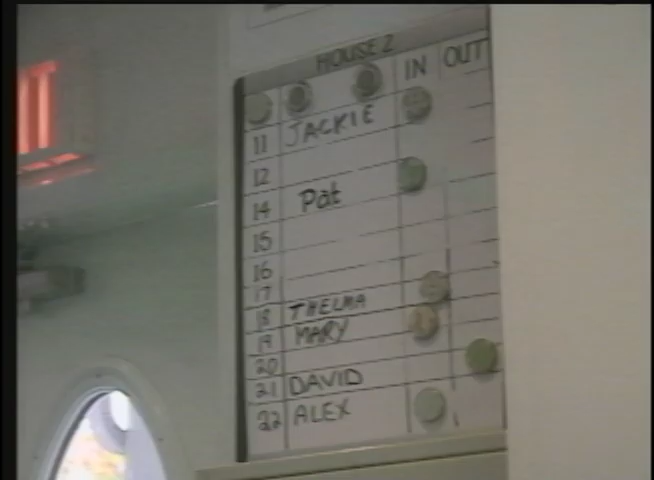 HOUSE 2
IN OUT
11 JACKIE
12
14 Pat
15
16
17
18 THELMA
19 MARY
20
21 DAVID
22 ALEX